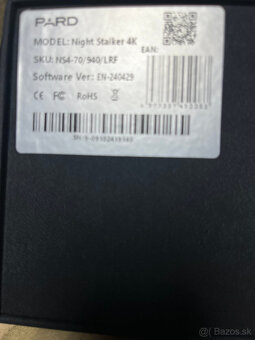 PARD
MODEL: Night Stalker 4K
EAN:
SKU: NS4-70/940/LRF
Software Ver.: EN-240429
CE FC RoHS
Bazos.sk